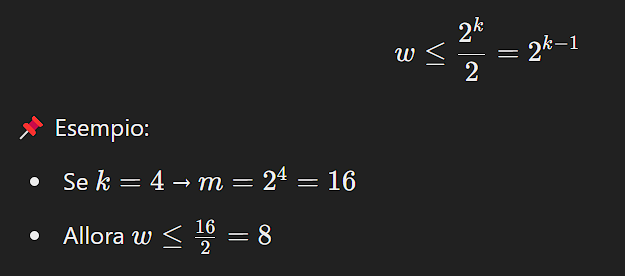 w ≤ 2^k/2 = 2^{k−1}
📌 Esempio:
• Se k = 4 → m = 2^4 = 16
• Allora w ≤ 16/2 = 8